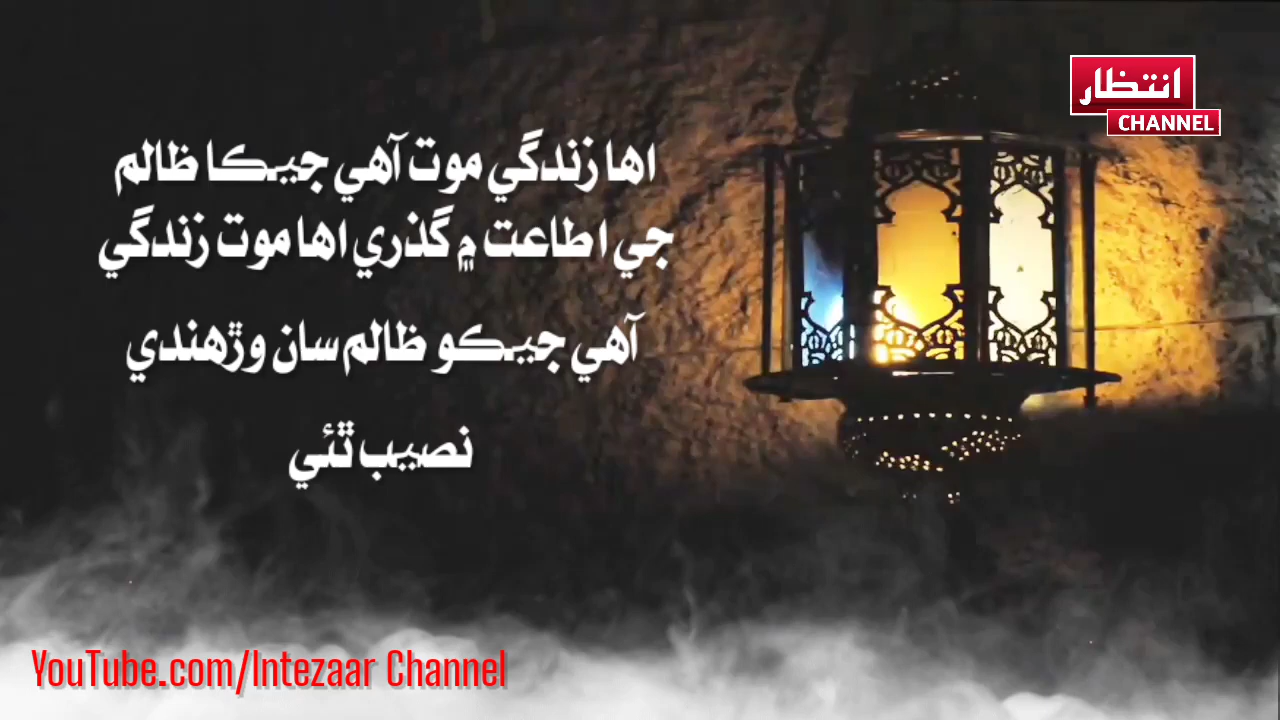 انتظار
CHANNEL
اها زندگي موت آهي جيڪا ظالم
جي اطاعت ۾ گذري اها موت زندگي
آهي جيڪو ظالم سان وڙهندي
نصيب ٿئي
YouTube.com/Intezaar Channel